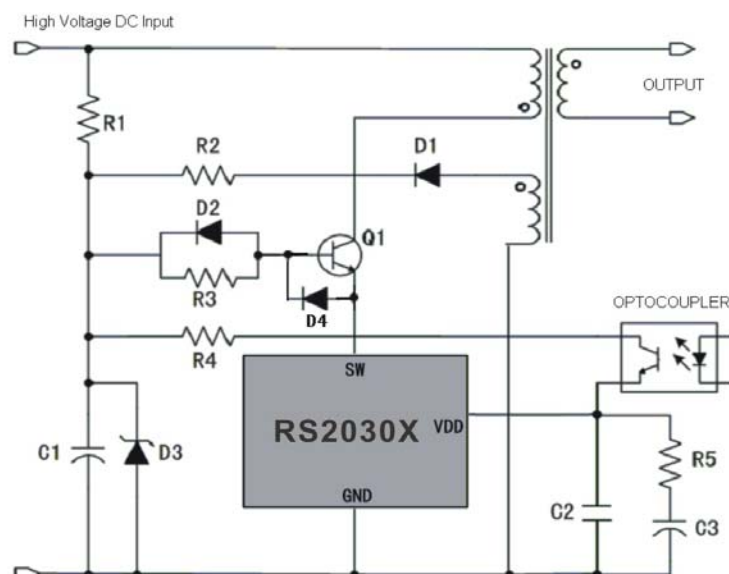 High Voltage DC Input
R1
R2
D1
OUTPUT
D2
Q1
R3
D4
OPTOCOUPLER
R4
SW
RS2030X
VDD
C1
D3
R5
GND
C2
C3